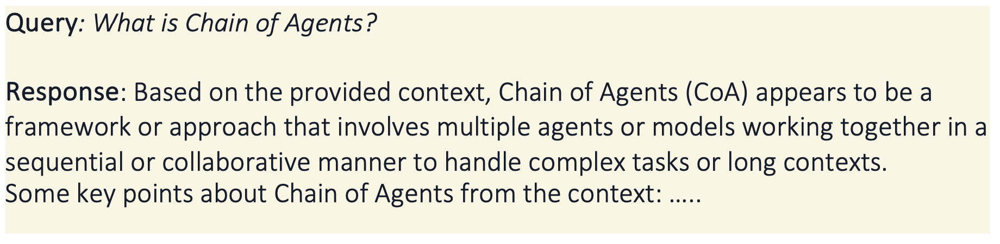 Query: What is Chain of Agents?
Response: Based on the provided context, Chain of Agents (CoA) appears to be a
framework or approach that involves multiple agents or models working together in a
sequential or collaborative manner to handle complex tasks or long contexts.
Some key points about Chain of Agents from the context: .....